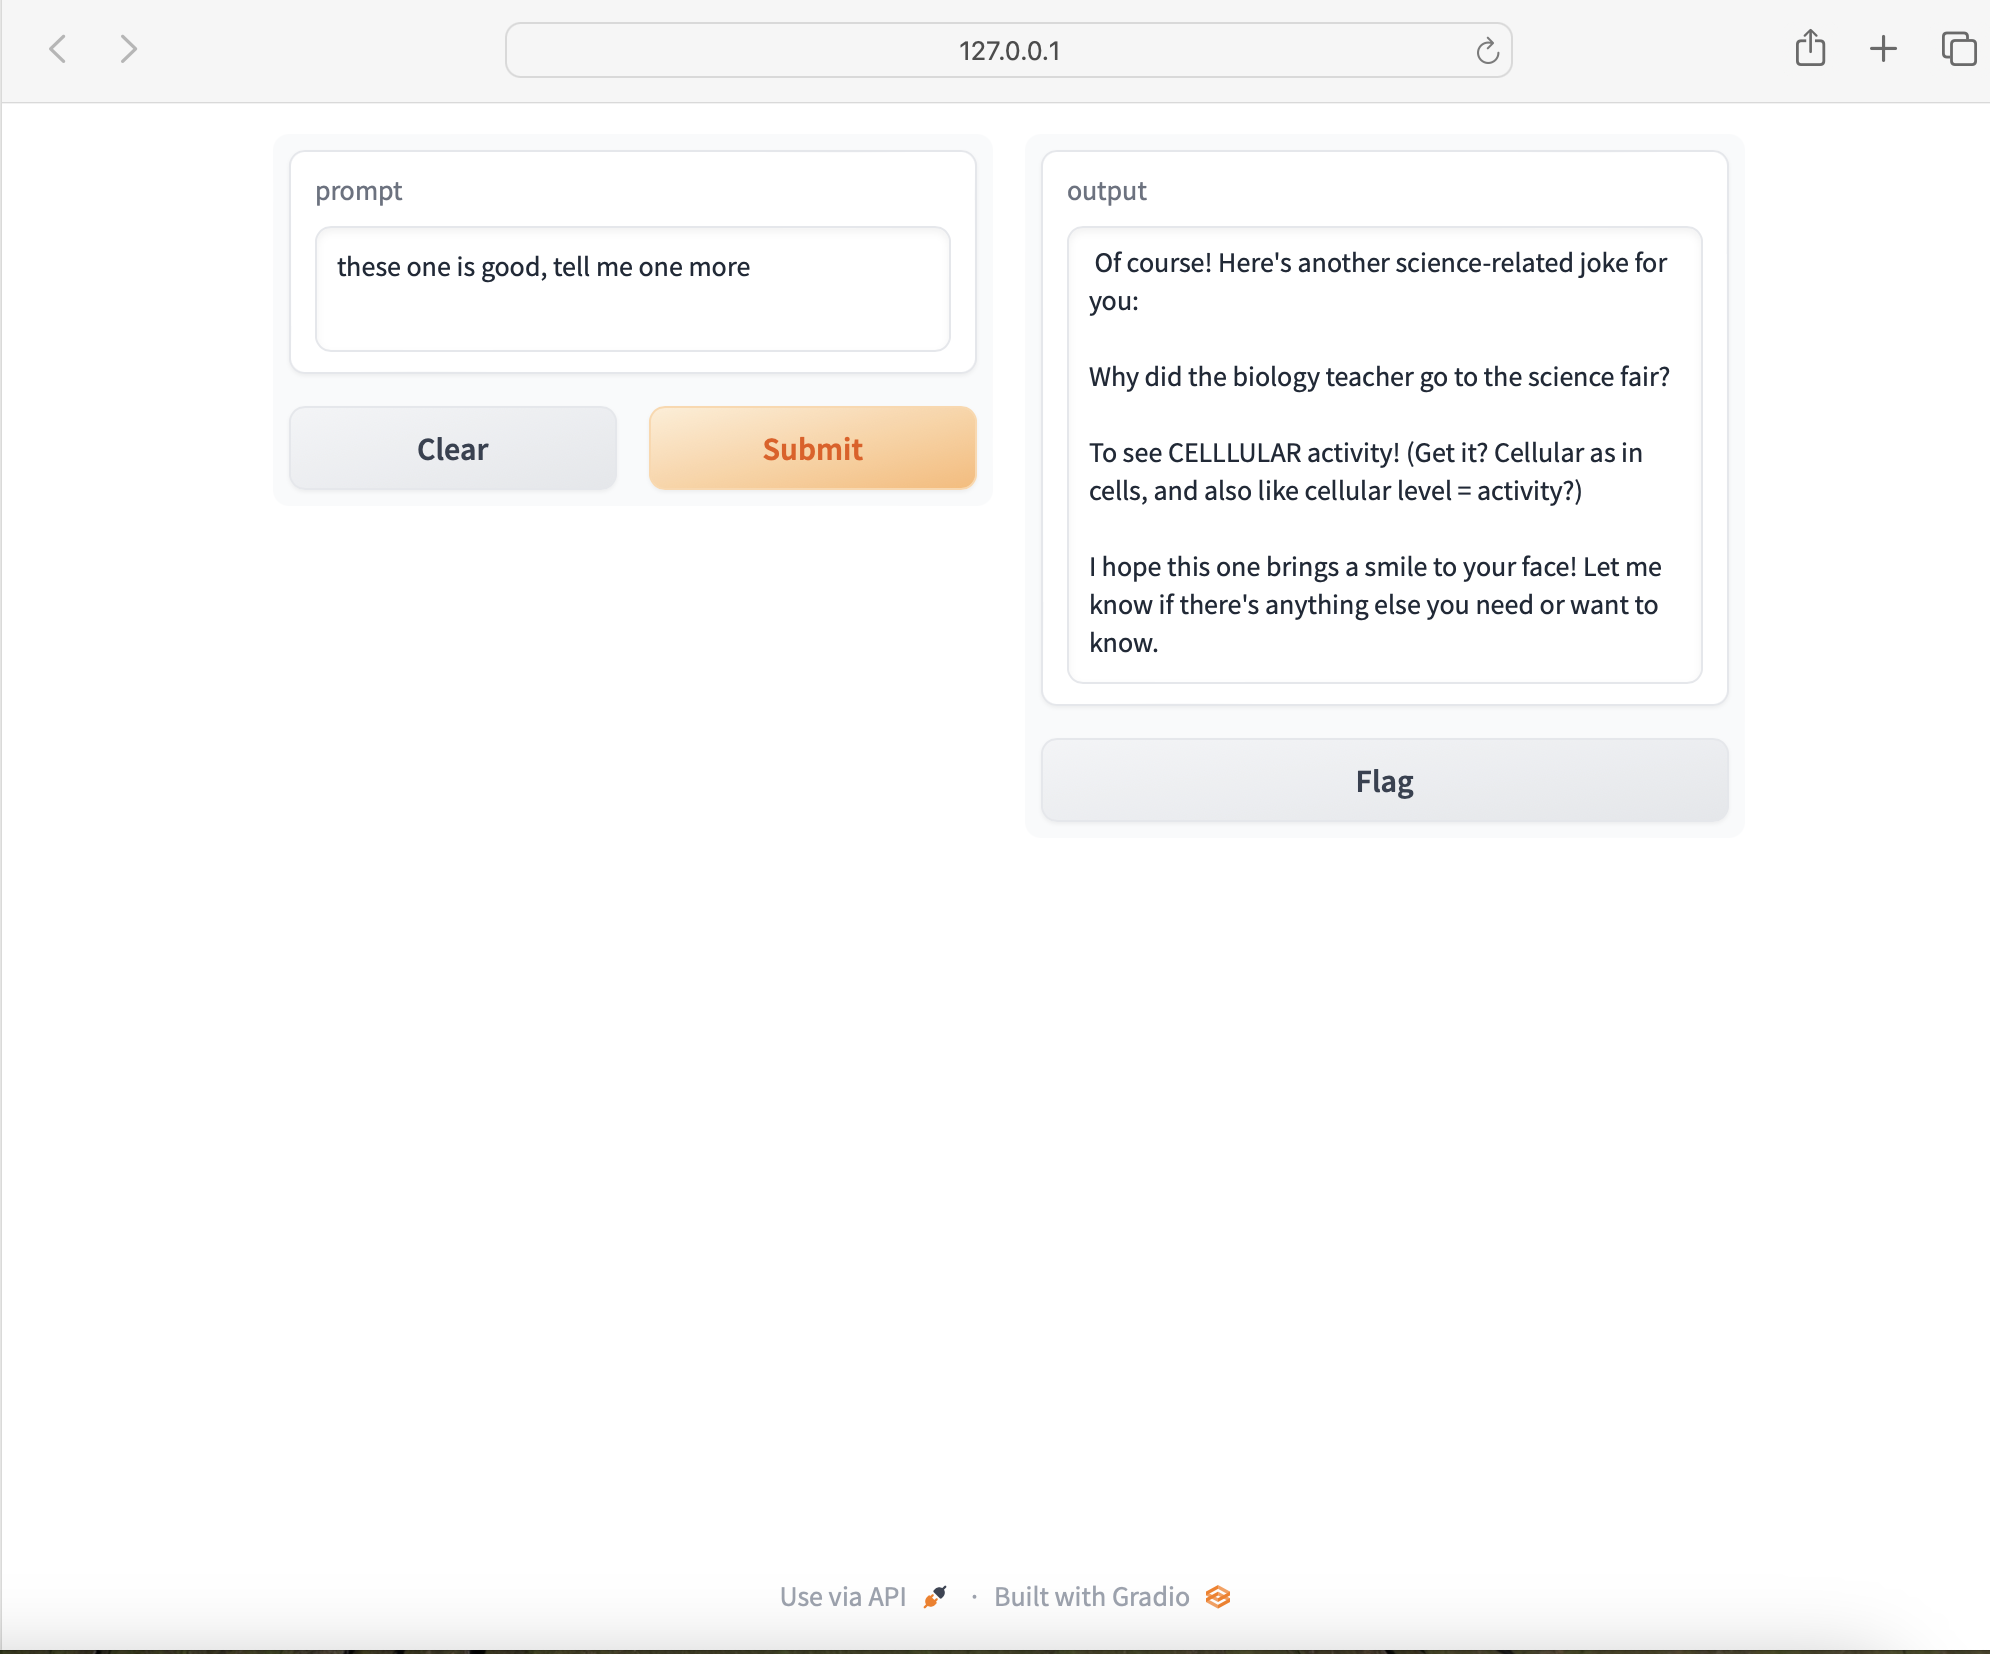 127.0.0.1
prompt
these one is good, tell me one more
Clear
Submit
output
Of course! Here's another science-related joke for
you:
Why did the biology teacher go to the science fair?
To see CELLLULAR activity! (Get it? Cellular as in
cells, and also like cellular level = activity?)
I hope this one brings a smile to your face! Let me
know if there's anything else you need or want to
know.
Flag
Use via API · Built with Gradio